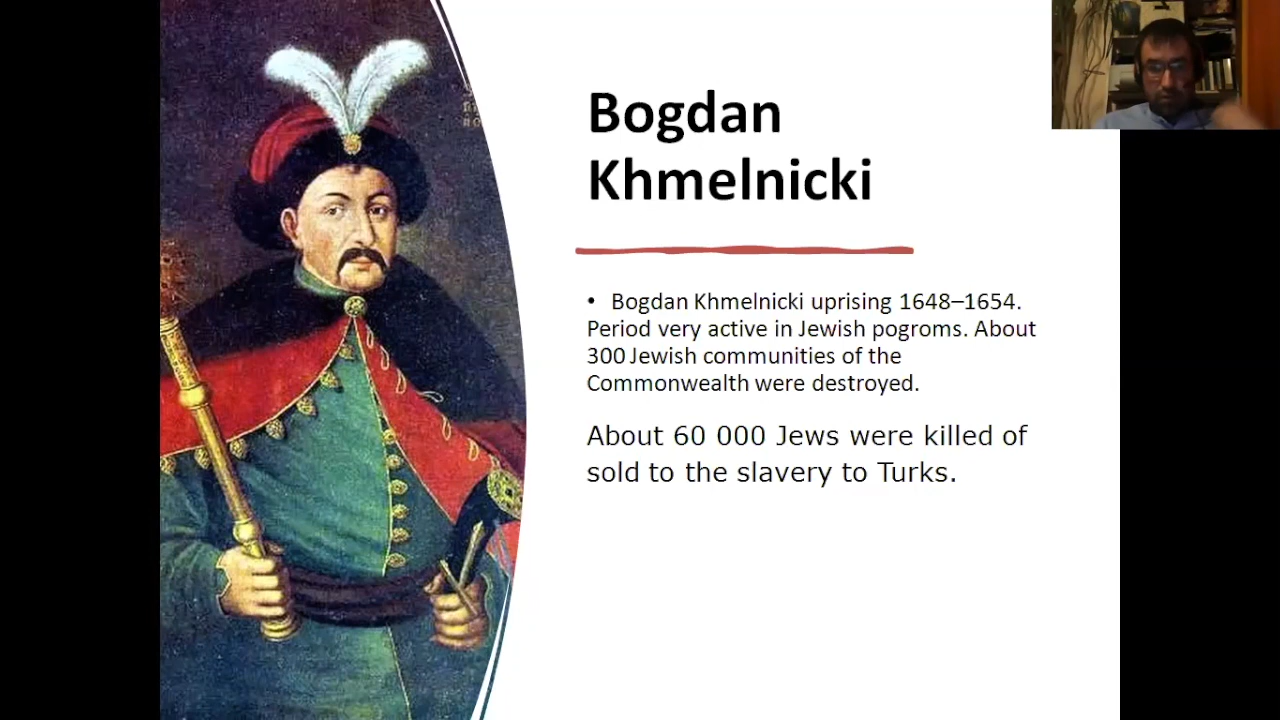 Bogdan
Khmelnicki
• Bogdan Khmelnicki uprising 1648–1654.
Period very active in Jewish pogroms. About
300 Jewish communities of the
Commonwealth were destroyed.
About 60 000 Jews were killed of
sold to the slavery to Turks.